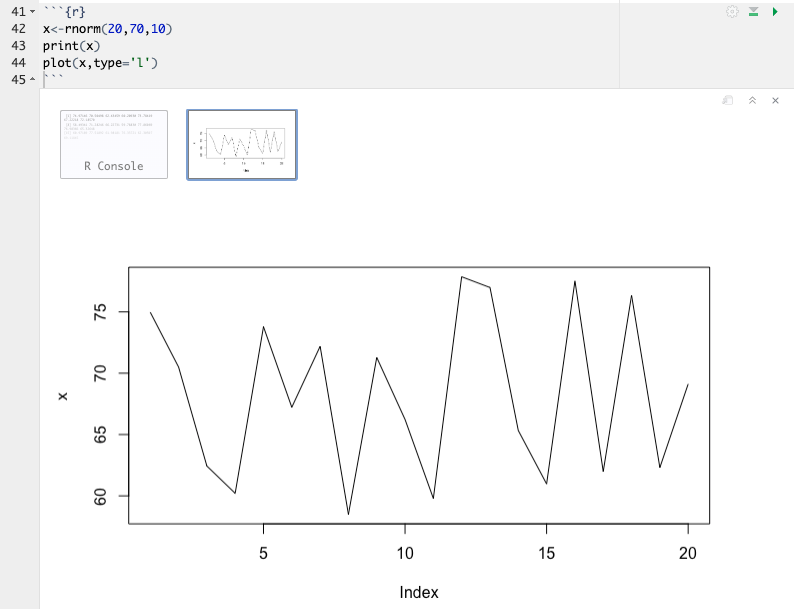 41 ```{r}
42 x<-rnorm(20,70,10)
43 print(x)
44 plot(x,type='l')
45 ```
R Console
75
70
65
60
x
5 10 15 20
Index